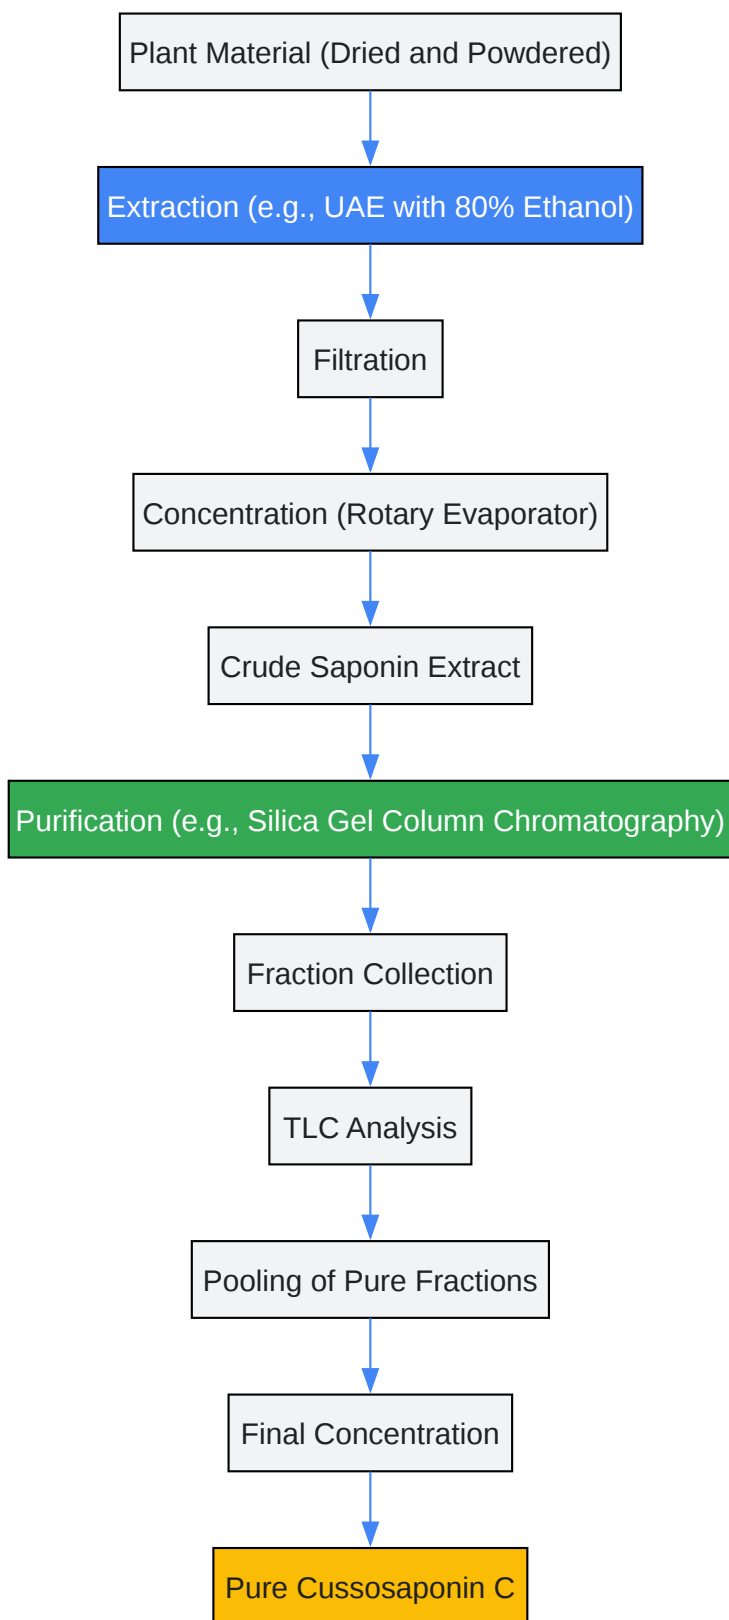 Plant Material (Dried and Powdered)
Extraction (e.g., UAE with 80% Ethanol)
Filtration
Concentration (Rotary Evaporator)
Crude Saponin Extract
Purification (e.g., Silica Gel Column Chromatography)
Fraction Collection
TLC Analysis
Pooling of Pure Fractions
Final Concentration
Pure Cussosaponin C